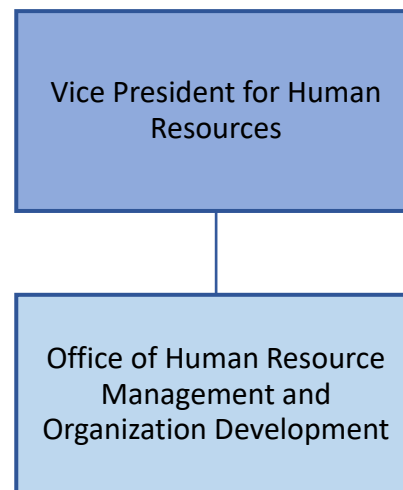 Vice President for Human
Resources
Office of Human Resource
Management and
Organization Development